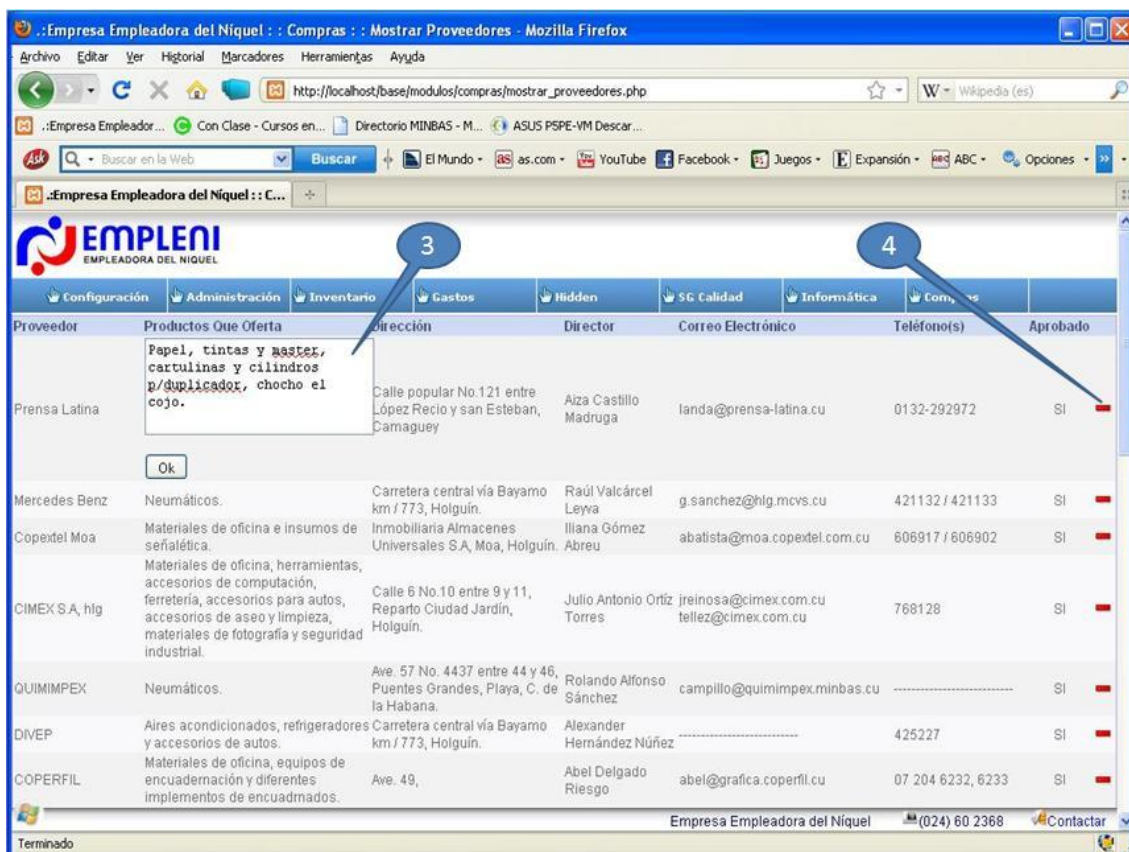 .:Empresa Empleadora del Níquel : : Compras : : Mostrar Proveedores - Mozilla Firefox
Archivo Editar Ver Historial Marcadores Herramientas Ayuda
http://localhost/base/modulos/compras/mostrar_proveedores.php
W Wikipedia (es)
.:Empresa Empleador... Con Clase - Cursos en... Directorio MINBAS - M... ASUS P5PE-VM Descar...
Ask Buscar en la Web Buscar El Mundo as as.com YouTube Facebook Juegos E Expansión ABC ABC Opciones »
.:Empresa Empleadora del Níquel : : C...
EMPLENI
EMPLEADORA DEL NIQUEL
3
4
Configuración Administración Inventario Gastos Hidden SG Calidad Informática Compras
Proveedor Productos Que Oferta Dirección Director Correo Electrónico Teléfono(s) Aprobado
Papel, tintas y master,
cartulinas y cilindros
p/duplicador, chocho el
cojo.
Ok
Prensa Latina
Calle popular No.121 entre
López Recio y san Esteban,
Camaguey
Aiza Castillo
Madruga
landa@prensa-latina.cu 0132-292972 SI
Mercedes Benz Neumáticos.
Carretera central vía Bayamo
km / 773, Holguín.
Raúl Valcárcel
Leyva
g.sanchez@hlg.mcvs.cu 421132 / 421133 SI
Copextel Moa
Materiales de oficina e insumos de
señalética.
Inmobiliaria Almacenes
Universales S.A, Moa, Holguín.
Iliana Gómez
Abreu
abatista@moa.copextel.com.cu 606917 / 606902 SI
CIMEX S.A, hlg
Materiales de oficina, herramientas,
accesorios de computación,
ferretería, accesorios para autos,
accesorios de aseo y limpieza,
materiales de fotografía y seguridad
industrial.
Calle 6 No.10 entre 9 y 11,
Reparto Ciudad Jardín,
Holguín.
Julio Antonio Ortíz
Torres
jreinosa@cimex.com.cu
tellez@cimex.com.cu
768128 SI
QUIMIMPEX Neumáticos.
Ave. 57 No. 4437 entre 44 y 46,
Puentes Grandes, Playa, C. de
la Habana.
Rolando Alfonso
Sánchez
campillo@quimimpex.minbas.cu --------------------------- SI
DIVEP
Aires acondicionados, refrigeradores
y accesorios de autos.
Carretera central vía Bayamo
km / 773, Holguín.
Alexander
Hernández Núñez
--------------------------- 425227 SI
COPERFIL
Materiales de oficina, equipos de
encuadernación y diferentes
implementos de encuadrnados.
Ave. 49,
Abel Delgado
Riesgo
abel@grafica.coperfil.cu 07 204 6232, 6233 SI
Empresa Empleadora del Níquel (024) 60 2368 Contactar
Terminado